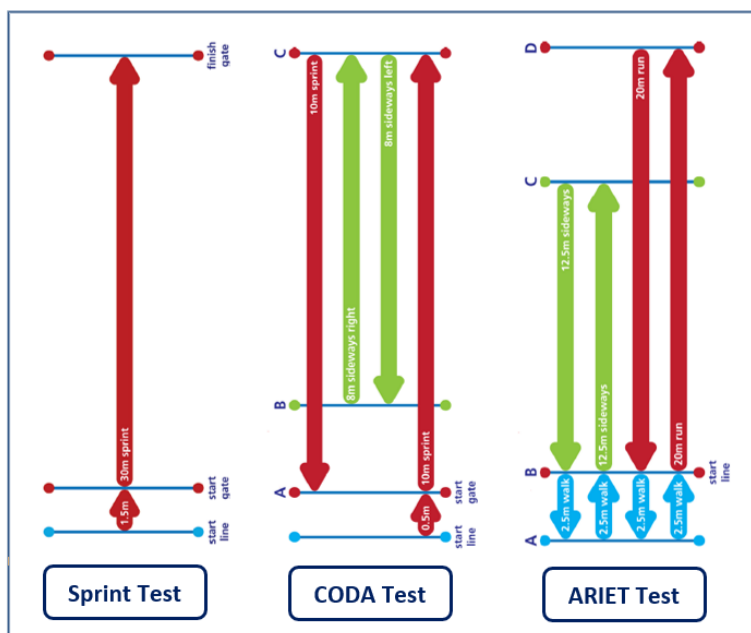 finish gate
30m sprint
1.5m
start gate
start line
Sprint Test
C
10m sprint
8m sideways left
8m sideways right
B
A
10m sprint
0.5m
start gate
start line
CODA Test
D
20m run
C
12.5m sideways
12.5m sideways
20m run
B
start line
2.5m walk
2.5m walk
2.5m walk
2.5m walk
A
ARIET Test